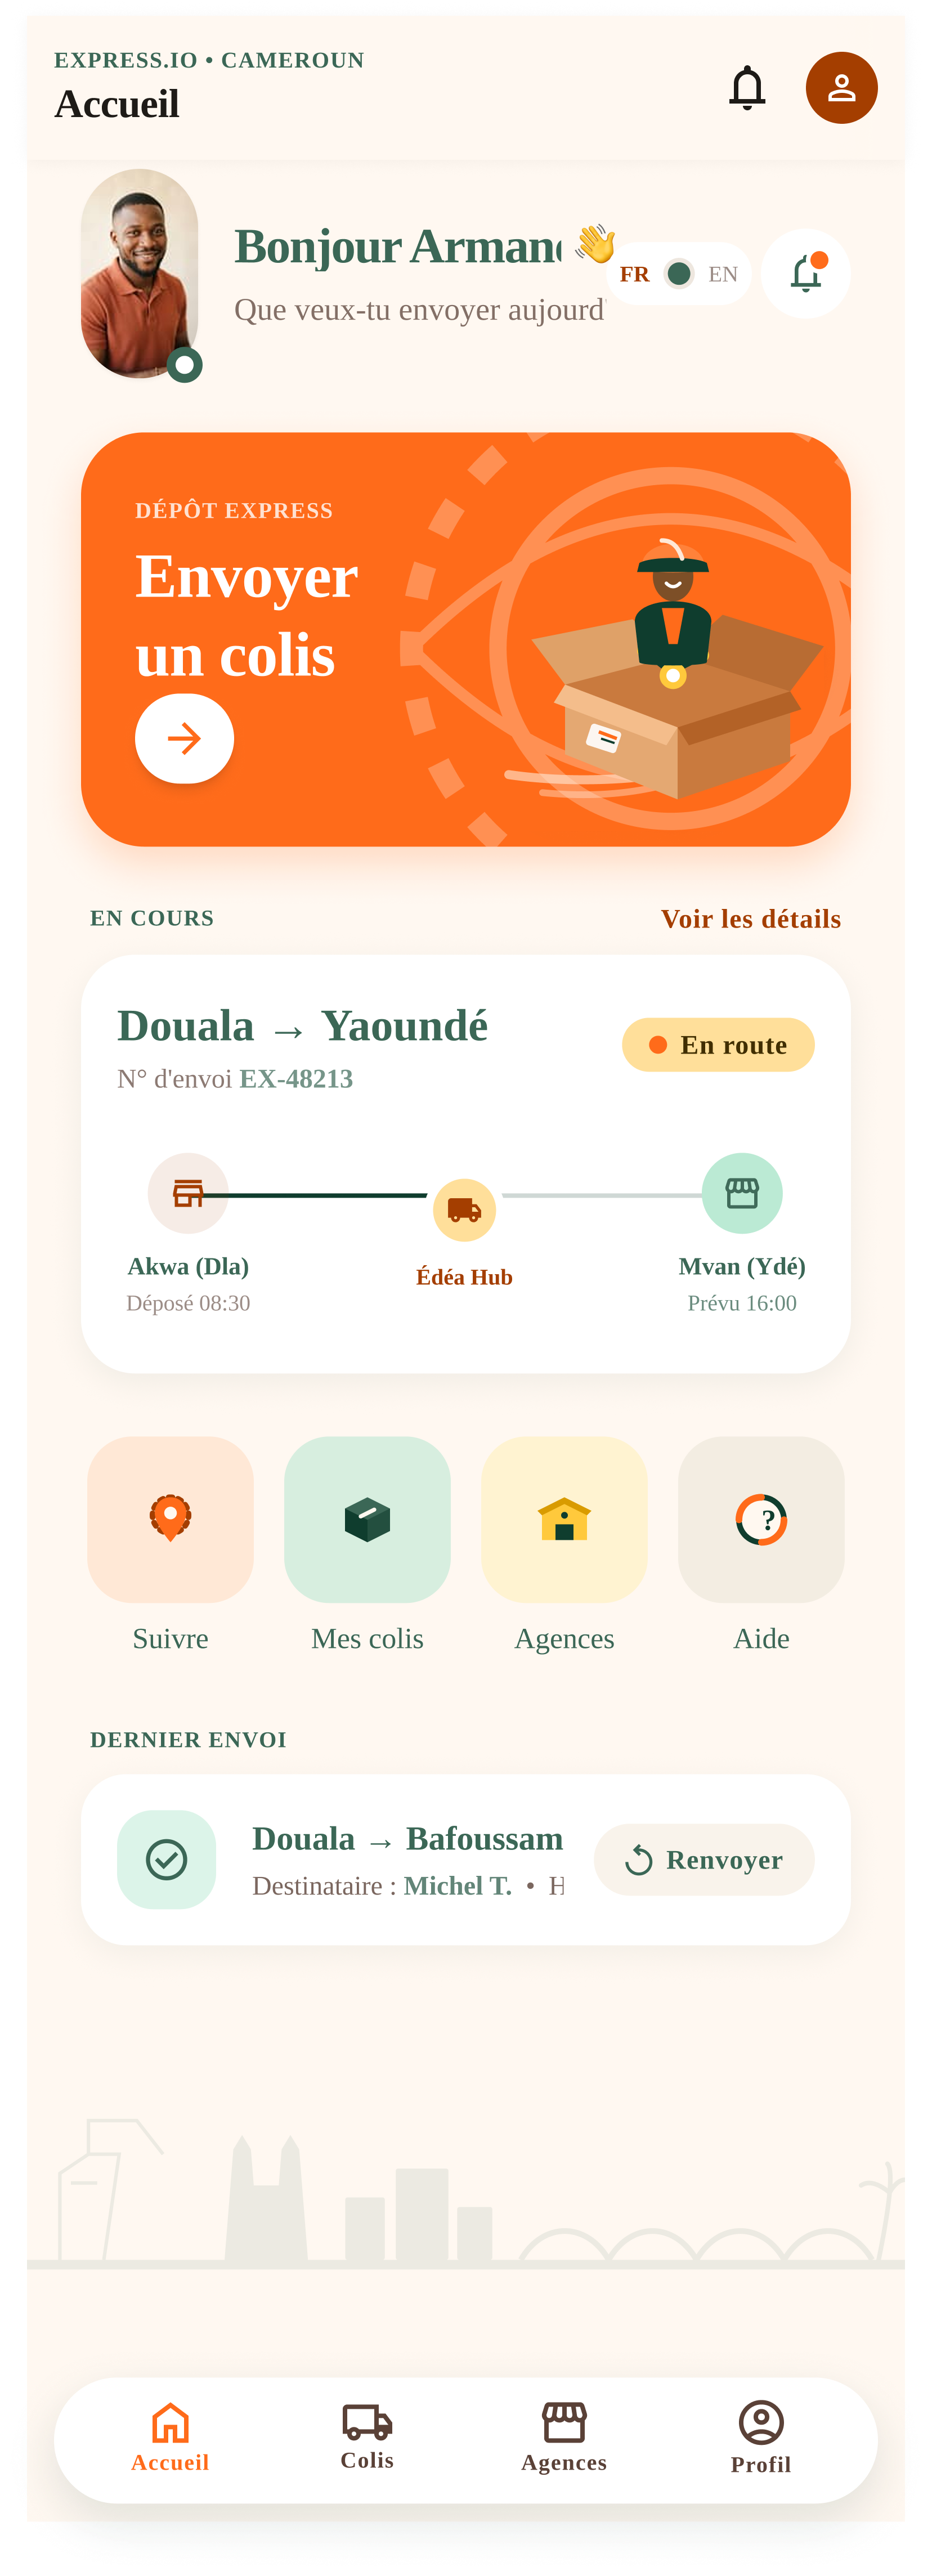 EXPRESS.IO • CAMEROUN
Accueil
Bonjour Armand 👋
Que veux-tu envoyer aujourd'
FR EN
DÉPÔT EXPRESS
Envoyer
un colis
EN COURS
Voir les détails
Douala → Yaoundé
N° d'envoi EX-48213
En route
Akwa (Dla)
Déposé 08:30
Édéa Hub
Mvan (Ydé)
Prévu 16:00
?
Suivre
Mes colis
Agences
Aide
DERNIER ENVOI
Douala → Bafoussam
Destinataire : Michel T. •
Renvoyer
Accueil
Colis
Agences
Profil